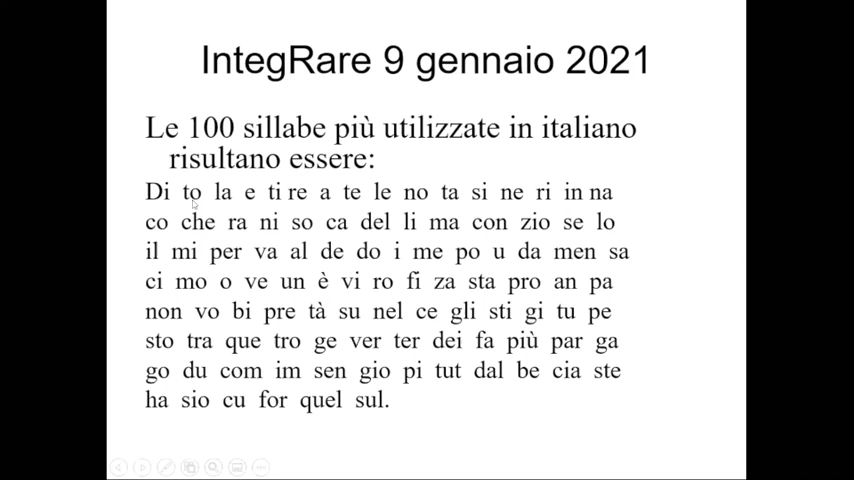 IntegRare 9 gennaio 2021
Le 100 sillabe più utilizzate in italiano
risultano essere:
Di to la e ti re a te le no ta si ne ri in na
co che ra ni so ca del li ma con zio se lo
il mi per va al de do i me po u da men sa
ci mo o ve un è vi ro fi za sta pro an pa
non vo bi pre tà su nel ce gli sti gi tu pe
sto tra que tro ge ver ter dei fa più par ga
go du com im sen gio pi tut dal be cia ste
ha sio cu for quel sul.